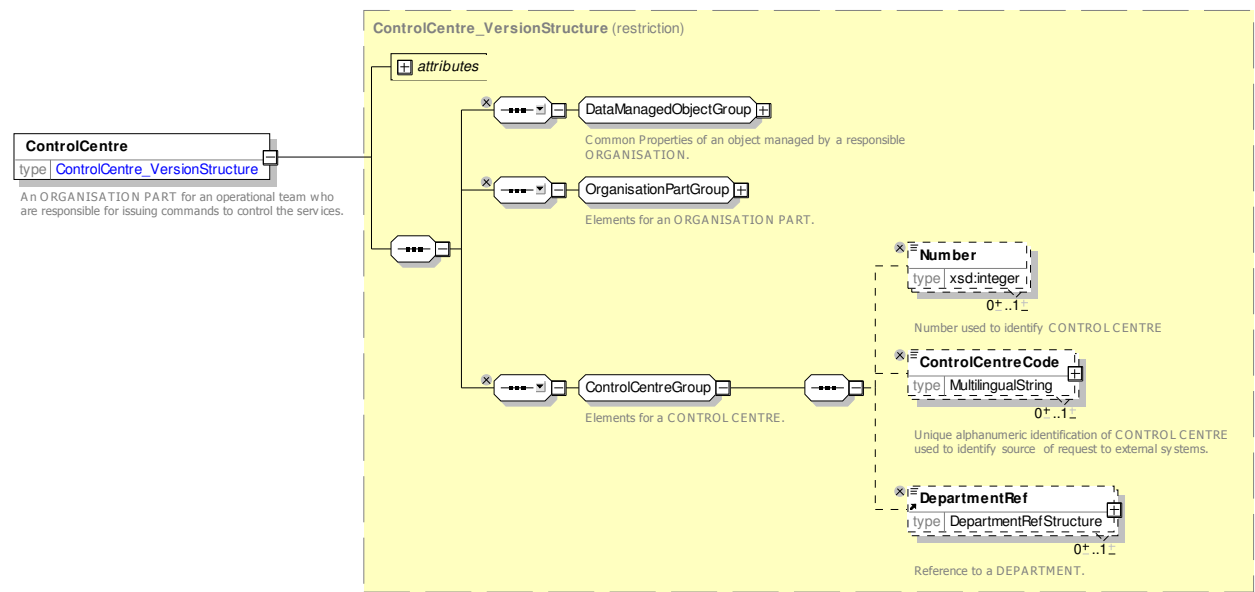 ControlCentre_VersionStructure (restriction)
attributes
DataManagedObjectGroup
Common Properties of an object managed by a responsible
ORGANISATION.
ControlCentre
type ControlCentre_VersionStructure
An ORGANISATION PART for an operational team who
are responsible for issuing commands to control the services.
OrganisationPartGroup
Elements for an ORGANISATION PART.
Number
type xsd:integer
0..1
Number used to identify CONTROL CENTRE
ControlCentreGroup
Elements for a CONTROL CENTRE.
ControlCentreCode
type MultilingualString
0..1
Unique alphanumeric identification of CONTROL CENTRE
used to identify source of request to external systems.
DepartmentRef
type DepartmentRefStructure
0..1
Reference to a DEPARTMENT.